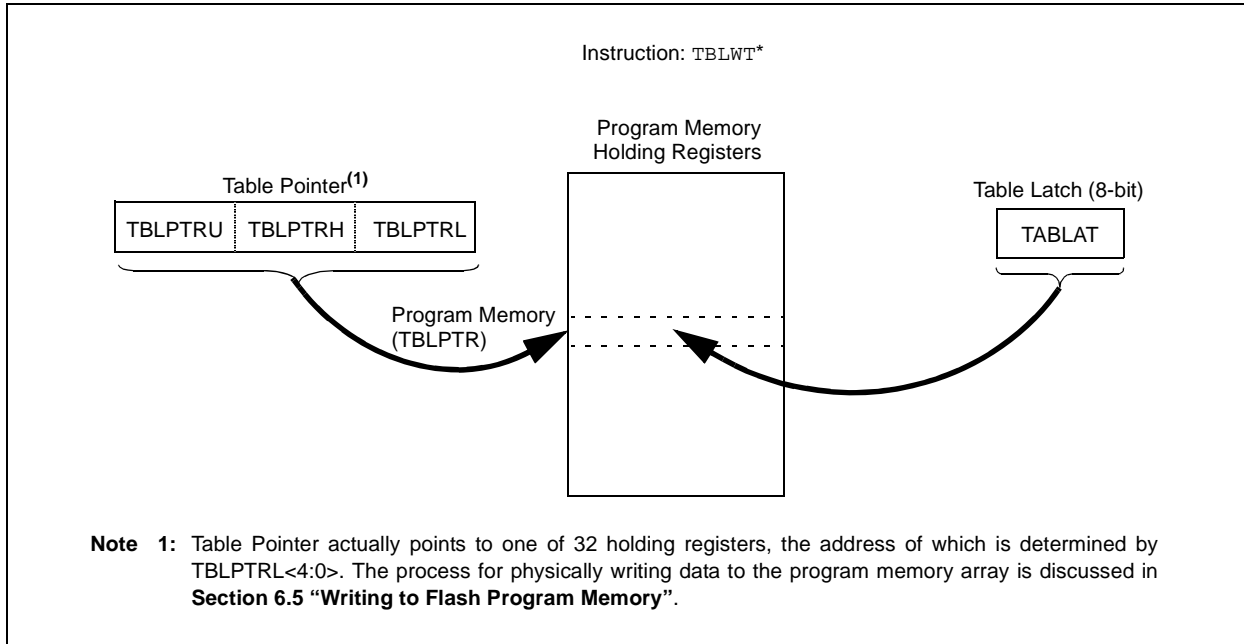 Instruction: TBLWT*
Program Memory
Holding Registers
Table Pointer(1)
Table Latch (8-bit)
TBLPTRU TBLPTRH TBLPTRL
TABLAT
Program Memory
(TBLPTR)
Note 1: Table Pointer actually points to one of 32 holding registers, the address of which is determined by
TBLPTRL<4:0>. The process for physically writing data to the program memory array is discussed in
Section 6.5 “Writing to Flash Program Memory”.